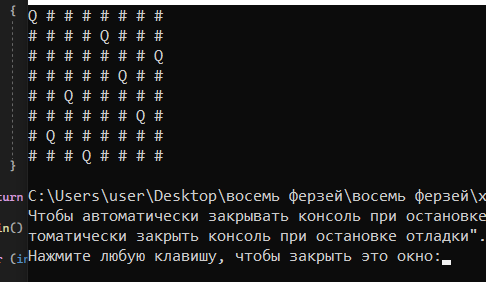 {
Q # # # # # # #
# # # # Q # # #
# # # # # # # Q
# # # # # Q # #
# # Q # # # # #
# # # # # # Q #
# Q # # # # # #
# # # Q # # # #
}
C:\Users\user\Desktop\восемь ферзей\восемь ферзей\x
Чтобы автоматически закрывать консоль при остановке
томатически закрыть консоль при остановке отладки".
Нажмите любую клавишу, чтобы закрыть это окно: